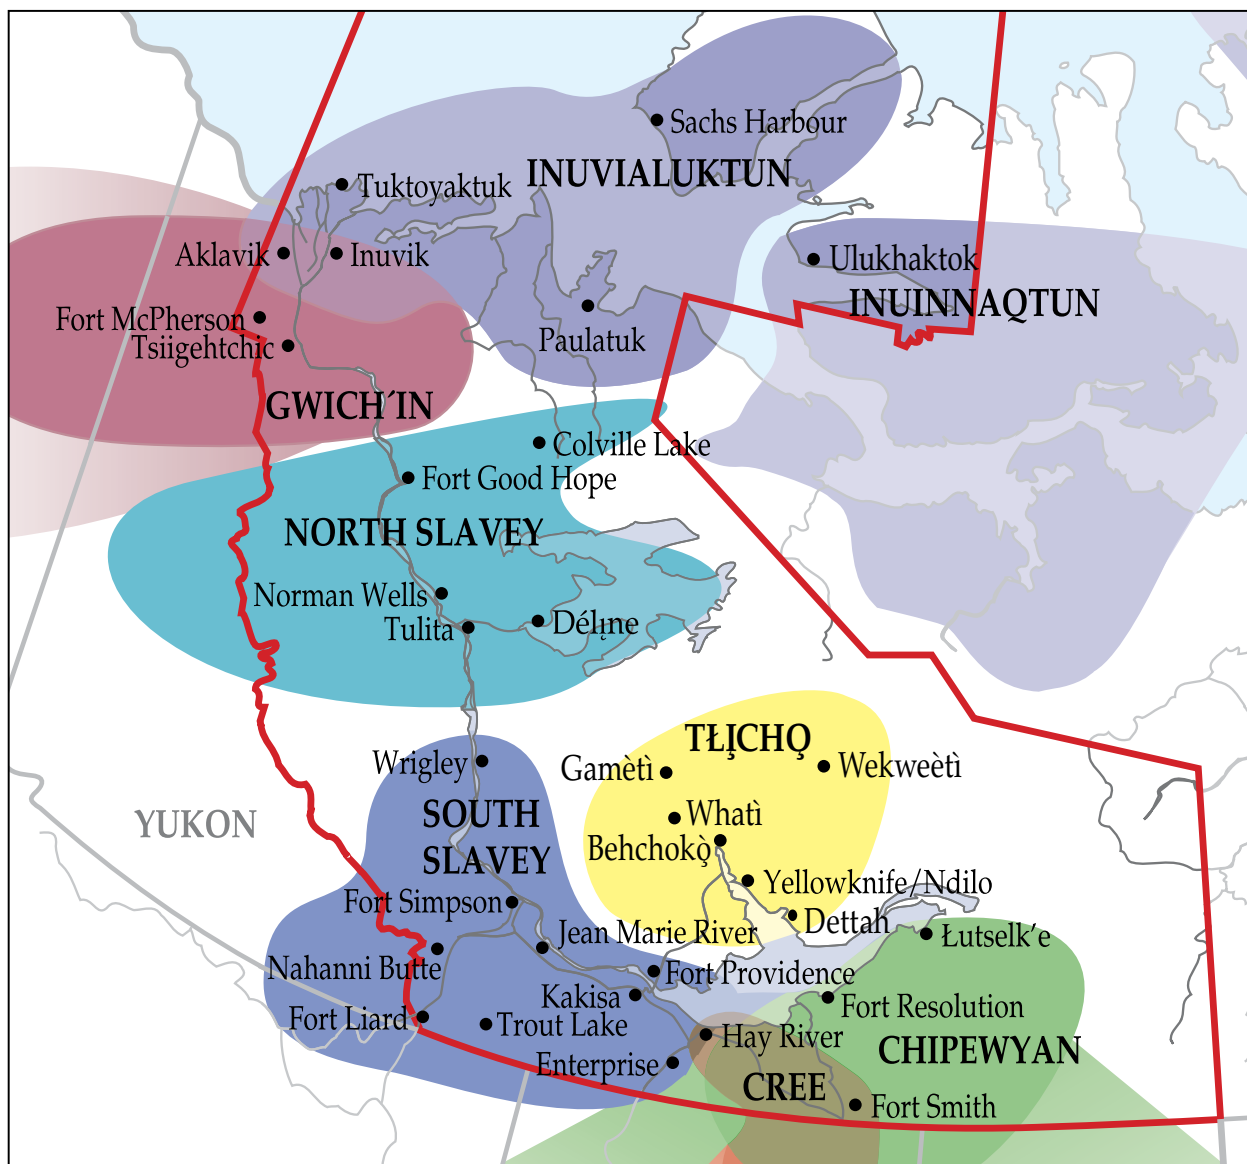 Sachs Harbour
INUVIALUKTUN
Tuktoyaktuk
Aklavik
Inuvik
Ulukhaktok
INUINNAQTUN
Fort McPherson
Tsiigehtchic
Paulatuk
GWICH´IN
Colville Lake
Fort Good Hope
NORTH SLAVEY
Norman Wells
Tulita
Délı̨ne
TŁĮCHǪ
Wrigley
Gamètì
Wekweètì
SOUTH
SLAVEY
Whatì
YUKON
Behchokǫ̀
Yellowknife/Ndilo
Fort Simpson
Dettah
Jean Marie River
Łutselk'e
Nahanni Butte
Fort Providence
Kakisa
Fort Resolution
Fort Liard
Trout Lake
Hay River
CHIPEWYAN
Enterprise
CREE
Fort Smith